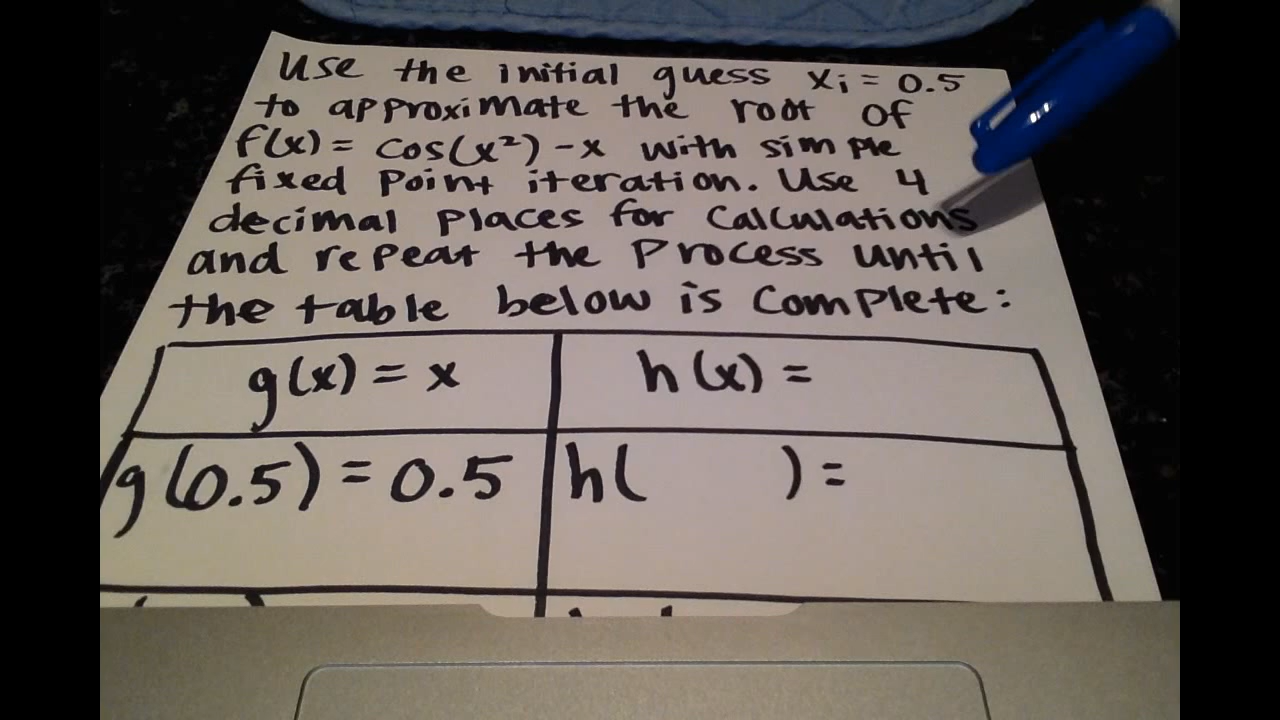 Use the initial guess xᵢ = 0.5
to approximate the root of
f(x) = cos(x²) - x with simple
fixed point iteration. Use 4
decimal places for calculations
and repeat the process until
the table below is complete:
g(x) = x h(x) =
g(0.5) = 0.5 h( ) =